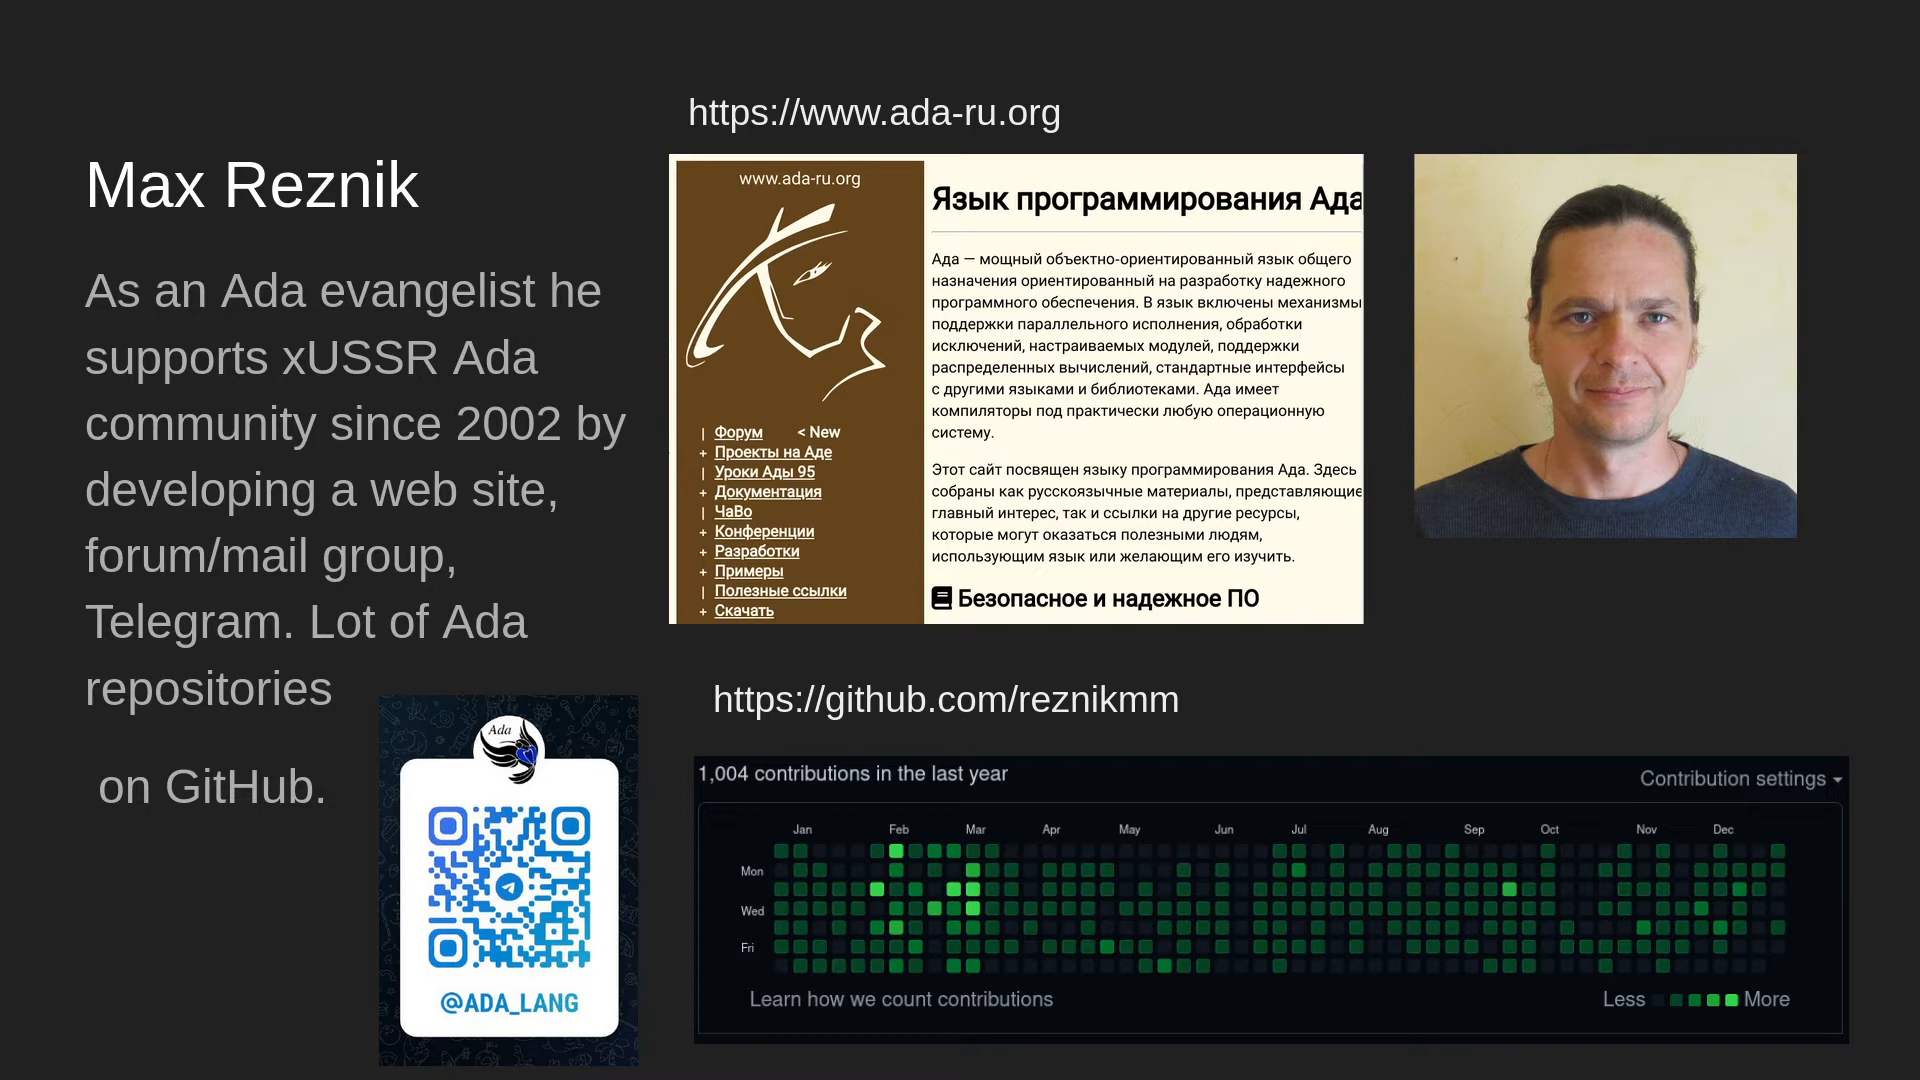 Max Reznik
As an Ada evangelist he
supports xUSSR Ada
community since 2002 by
developing a web site,
forum/mail group,
Telegram. Lot of Ada
repositories
on GitHub.
Ada
@ADA_LANG
https://www.ada-ru.org
www.ada-ru.org
| Форум < New
+ Проекты на Аде
| Уроки Ады 95
+ Документация
| ЧаВо
+ Конференции
+ Разработки
+ Примеры
| Полезные ссылки
+ Скачать
Язык программирования Ада
Ада — мощный объектно-ориентированный язык общего
назначения ориентированный на разработку надежного
программного обеспечения. В язык включены механизмы
поддержки параллельного исполнения, обработки
исключений, настраиваемых модулей, поддержки
распределенных вычислений, стандартные интерфейсы
с другими языками и библиотеками. Ада имеет
компиляторы под практически любую операционную
систему.
Этот сайт посвящен языку программирования Ада. Здесь
собраны как русскоязычные материалы, представляющие
главный интерес, так и ссылки на другие ресурсы,
которые могут оказаться полезными людям,
использующим язык или желающим его изучить.
Безопасное и надежное ПО
https://github.com/reznikmm
1,004 contributions in the last year
Contribution settings
Jan Feb Mar Apr May Jun Jul Aug Sep Oct Nov Dec
Mon
Wed
Fri
Learn how we count contributions
Less More